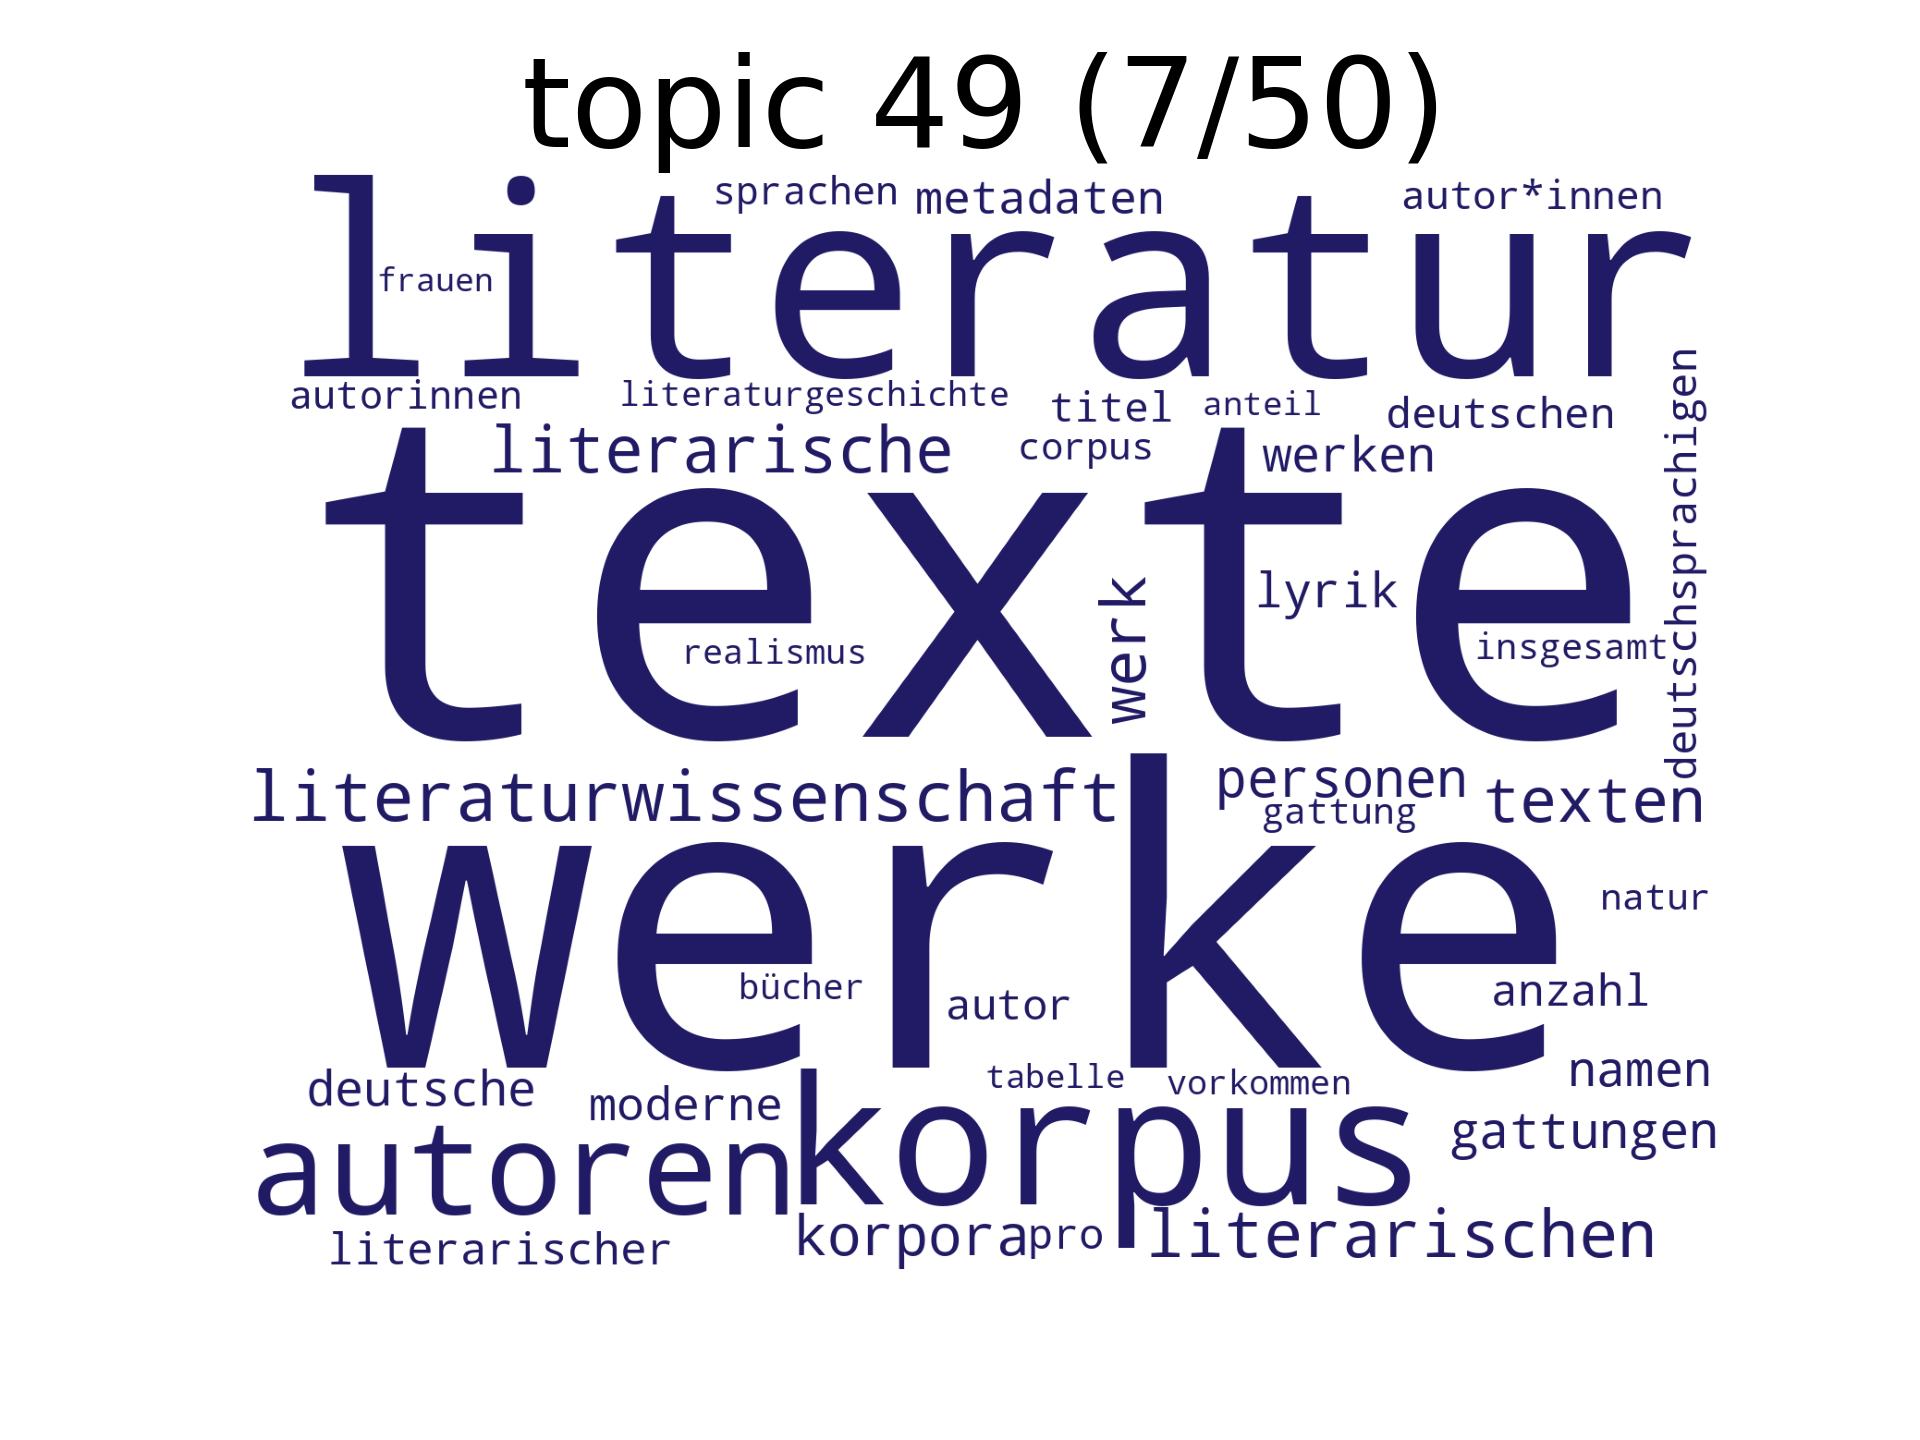 topic 49 (7/50)
sprachen metadaten autor*innen
literatur
frauen
autorinnen literaturgeschichte titel anteil deutschen
literarische corpus werken
deutschsprachigen
texte
werk lyrik
realismus insgesamt
literaturwissenschaft personen texten
gattung
werke
natur
bücher autor anzahl
deutsche moderne tabelle vorkommen namen
autoren korpus gattungen
literarischer korpora pro literarischen